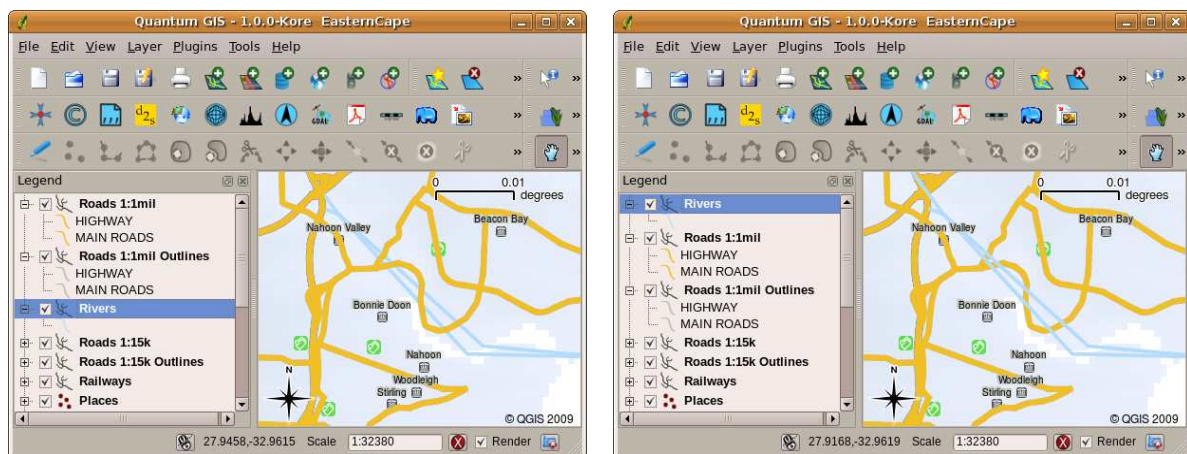 Quantum GIS - 1.0.0-Kore EasternCape
File Edit View Layer Plugins Tools Help
» »
d2s GDAL » »
»
Legend
Roads 1:1mil
HIGHWAY
MAIN ROADS
Roads 1:1mil Outlines
HIGHWAY
MAIN ROADS
Rivers
Roads 1:15k
Roads 1:15k Outlines
Railways
Places
0 0.01
degrees
Beacon Bay
Nahoon Valley
Bonnie Doon
Nahoon
Woodleigh
Stirling
N
© QGIS 2009
27.9458,-32.9615 Scale 1:32380 Render
Quantum GIS - 1.0.0-Kore EasternCape
File Edit View Layer Plugins Tools Help
» »
d2s GDAL » »
»
Legend
Rivers
Roads 1:1mil
HIGHWAY
MAIN ROADS
Roads 1:1mil Outlines
HIGHWAY
MAIN ROADS
Roads 1:15k
Roads 1:15k Outlines
Railways
Places
0 0.01
degrees
Beacon Bay
Nahoon Valley
Bonnie Doon
Nahoon
Woodleigh
Stirling
N
© QGIS 2009
27.9168,-32.9619 Scale 1:32380 Render